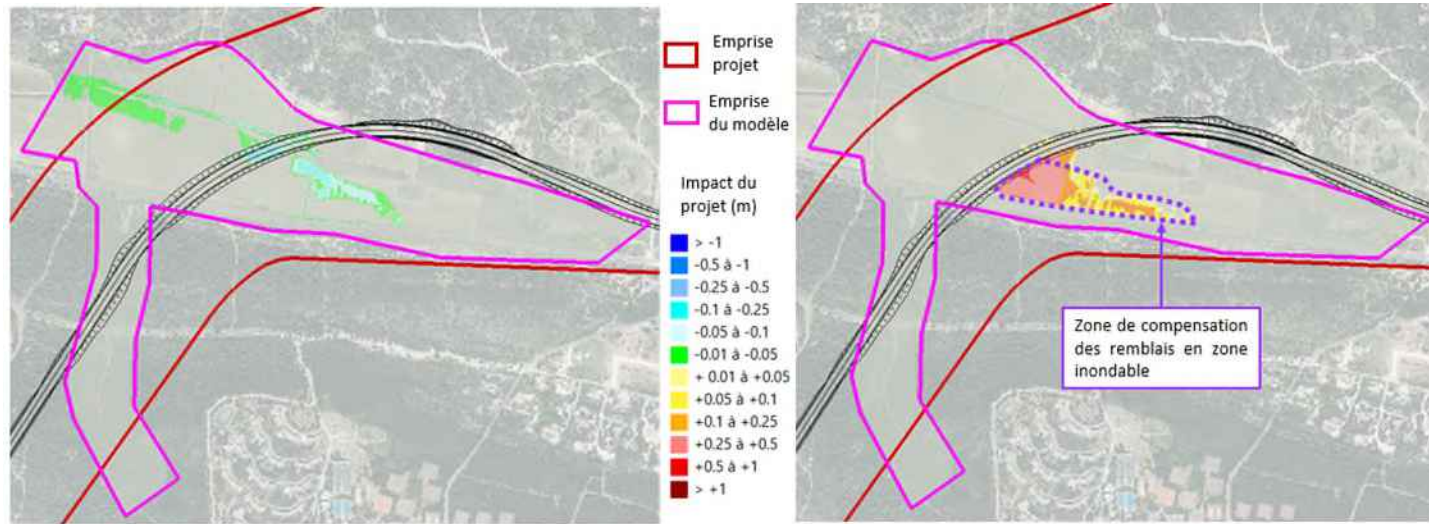 Emprise
projet
Emprise
du modèle
Impact du
projet (m)
> -1
-0.5 à -1
-0.25 à -0.5
-0.1 à -0.25
-0.05 à -0.1
-0.01 à -0.05
+ 0.01 à +0.05
+0.05 à +0.1
+0.1 à +0.25
+0.25 à +0.5
+0.5 à +1
> +1
Zone de compensation
des remblais en zone
inondable